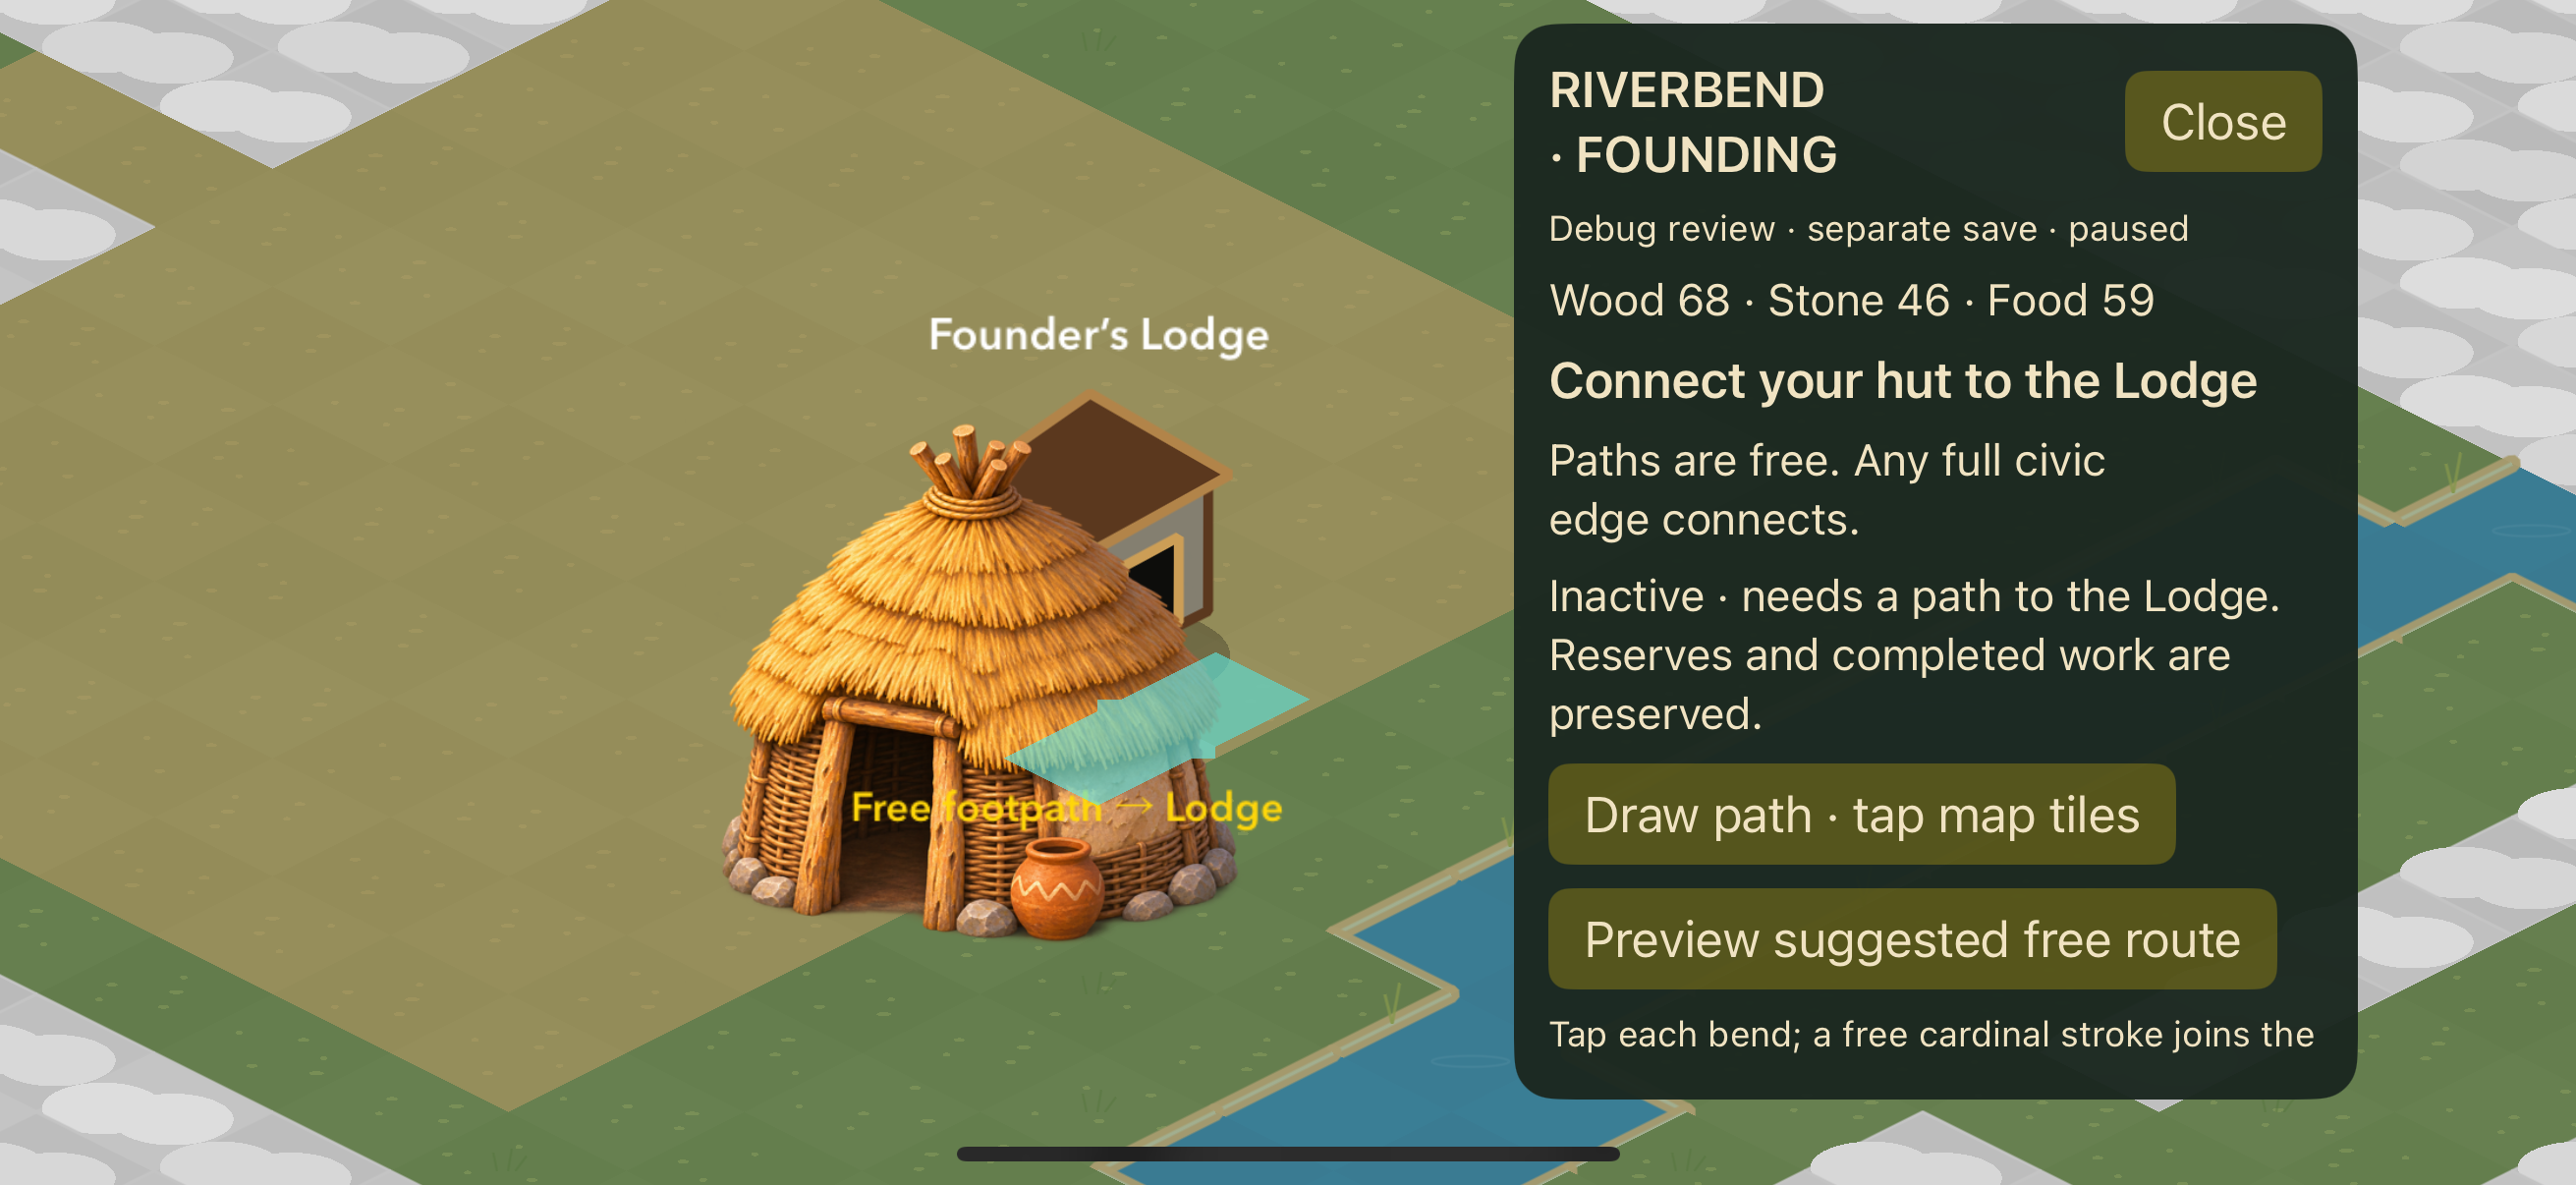 RIVERBEND
· FOUNDING
Close
Debug review · separate save · paused
Wood 68 · Stone 46 · Food 59
Connect your hut to the Lodge
Paths are free. Any full civic
edge connects.
Inactive · needs a path to the Lodge.
Reserves and completed work are
preserved.
Draw path · tap map tiles
Preview suggested free route
Tap each bend; a free cardinal stroke joins the
Founder’s Lodge
Free footpath → Lodge